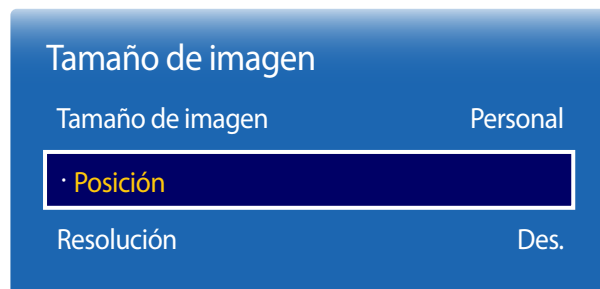 Tamaño de imagen
Tamaño de imagen Personal
· Posición
Resolución Des.